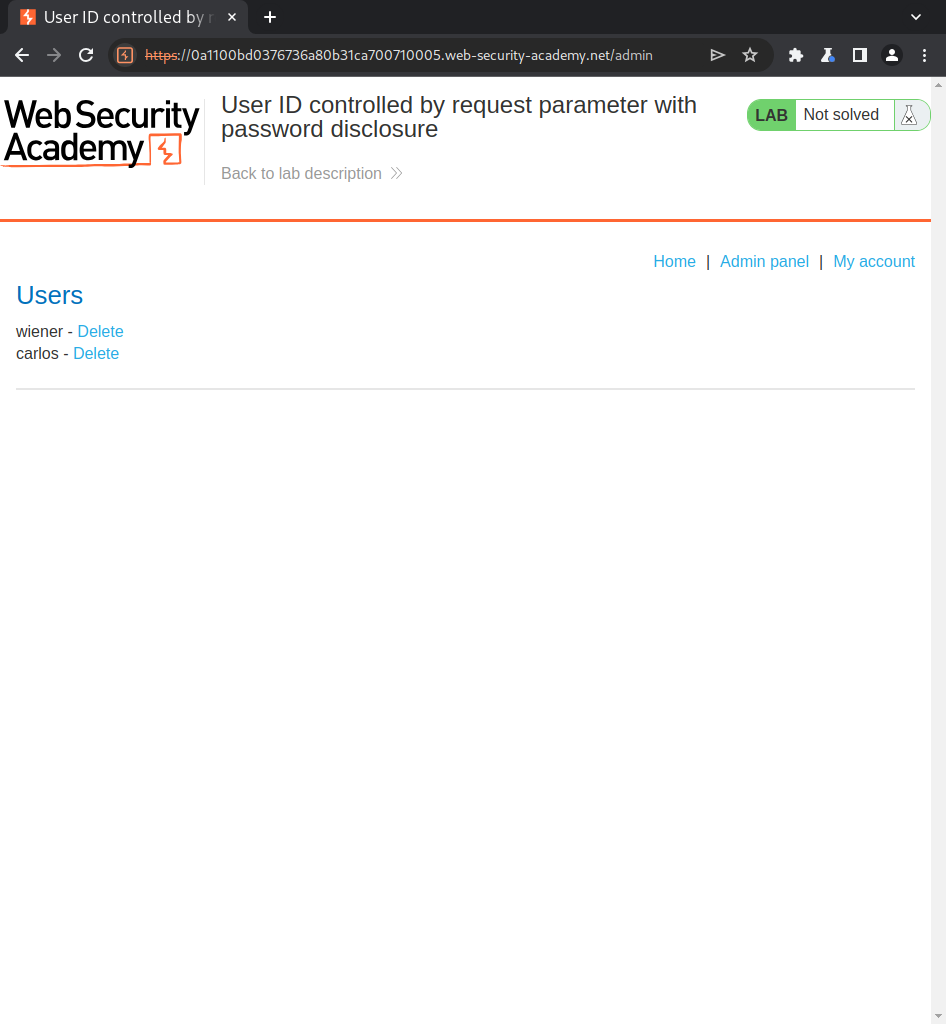 User ID controlled by r
https://0a1100bd0376736a80b31ca700710005.web-security-academy.net/admin
Web Security
Academy
User ID controlled by request parameter with
password disclosure
LAB Not solved
Back to lab description
Home | Admin panel | My account
Users
wiener - Delete
carlos - Delete